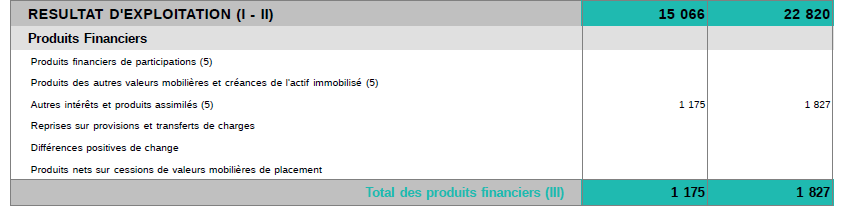 RESULTAT D'EXPLOITATION (I - II) 15 066 22 820
Produits Financiers
Produits financiers de participations (5)
Produits des autres valeurs mobilières et créances de l'actif immobilisé (5)
Autres intérêts et produits assimilés (5) 1 175 1 827
Reprises sur provisions et transferts de charges
Différences positives de change
Produits nets sur cessions de valeurs mobilières de placement
Total des produits financiers (III) 1 175 1 827